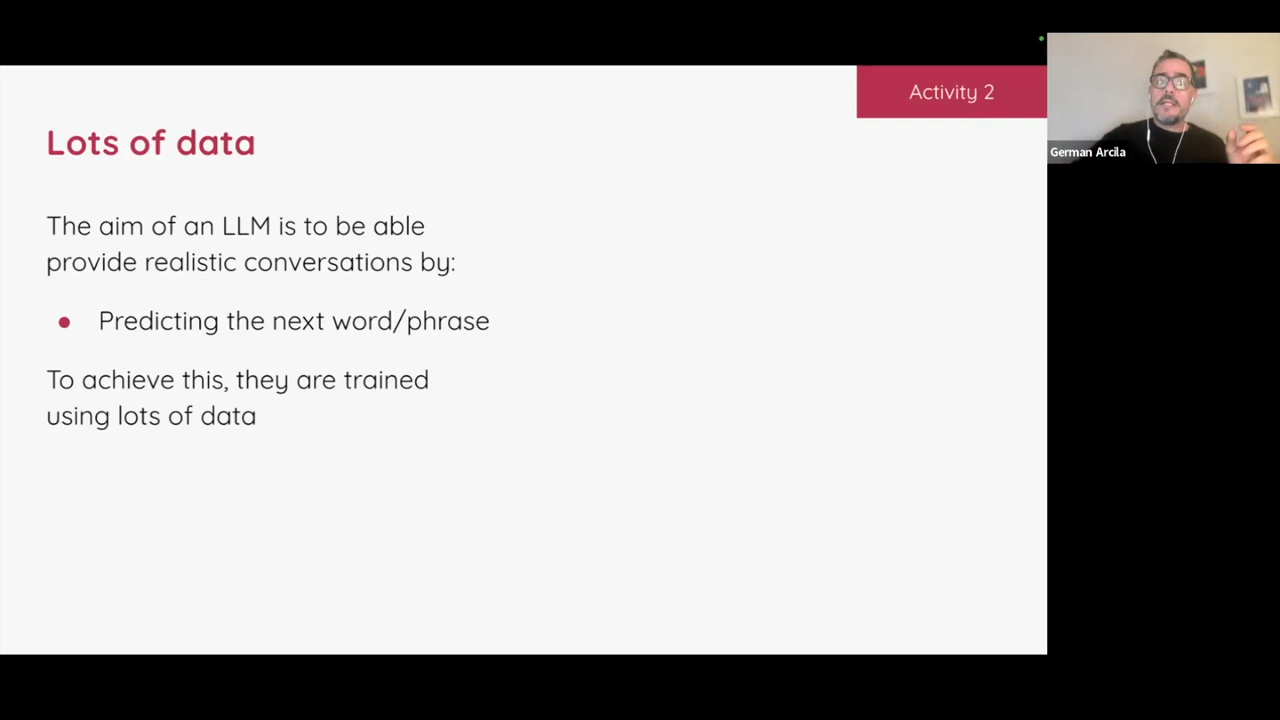 Activity 2
Lots of data
The aim of an LLM is to be able
provide realistic conversations by:
● Predicting the next word/phrase
To achieve this, they are trained
using lots of data
German Arcila